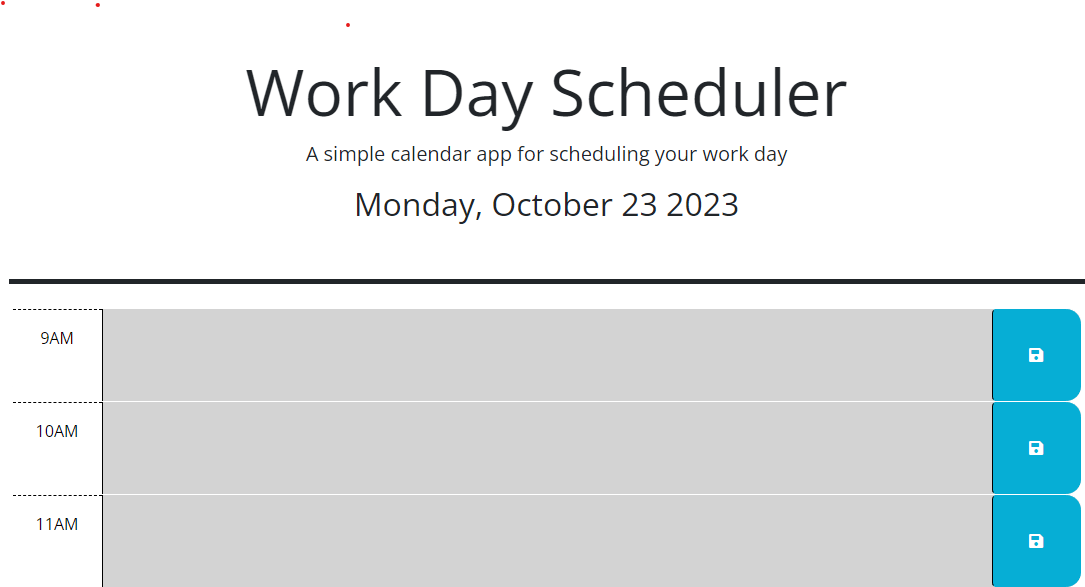 Work Day Scheduler
A simple calendar app for scheduling your work day
Monday, October 23 2023
9AM
10AM
11AM